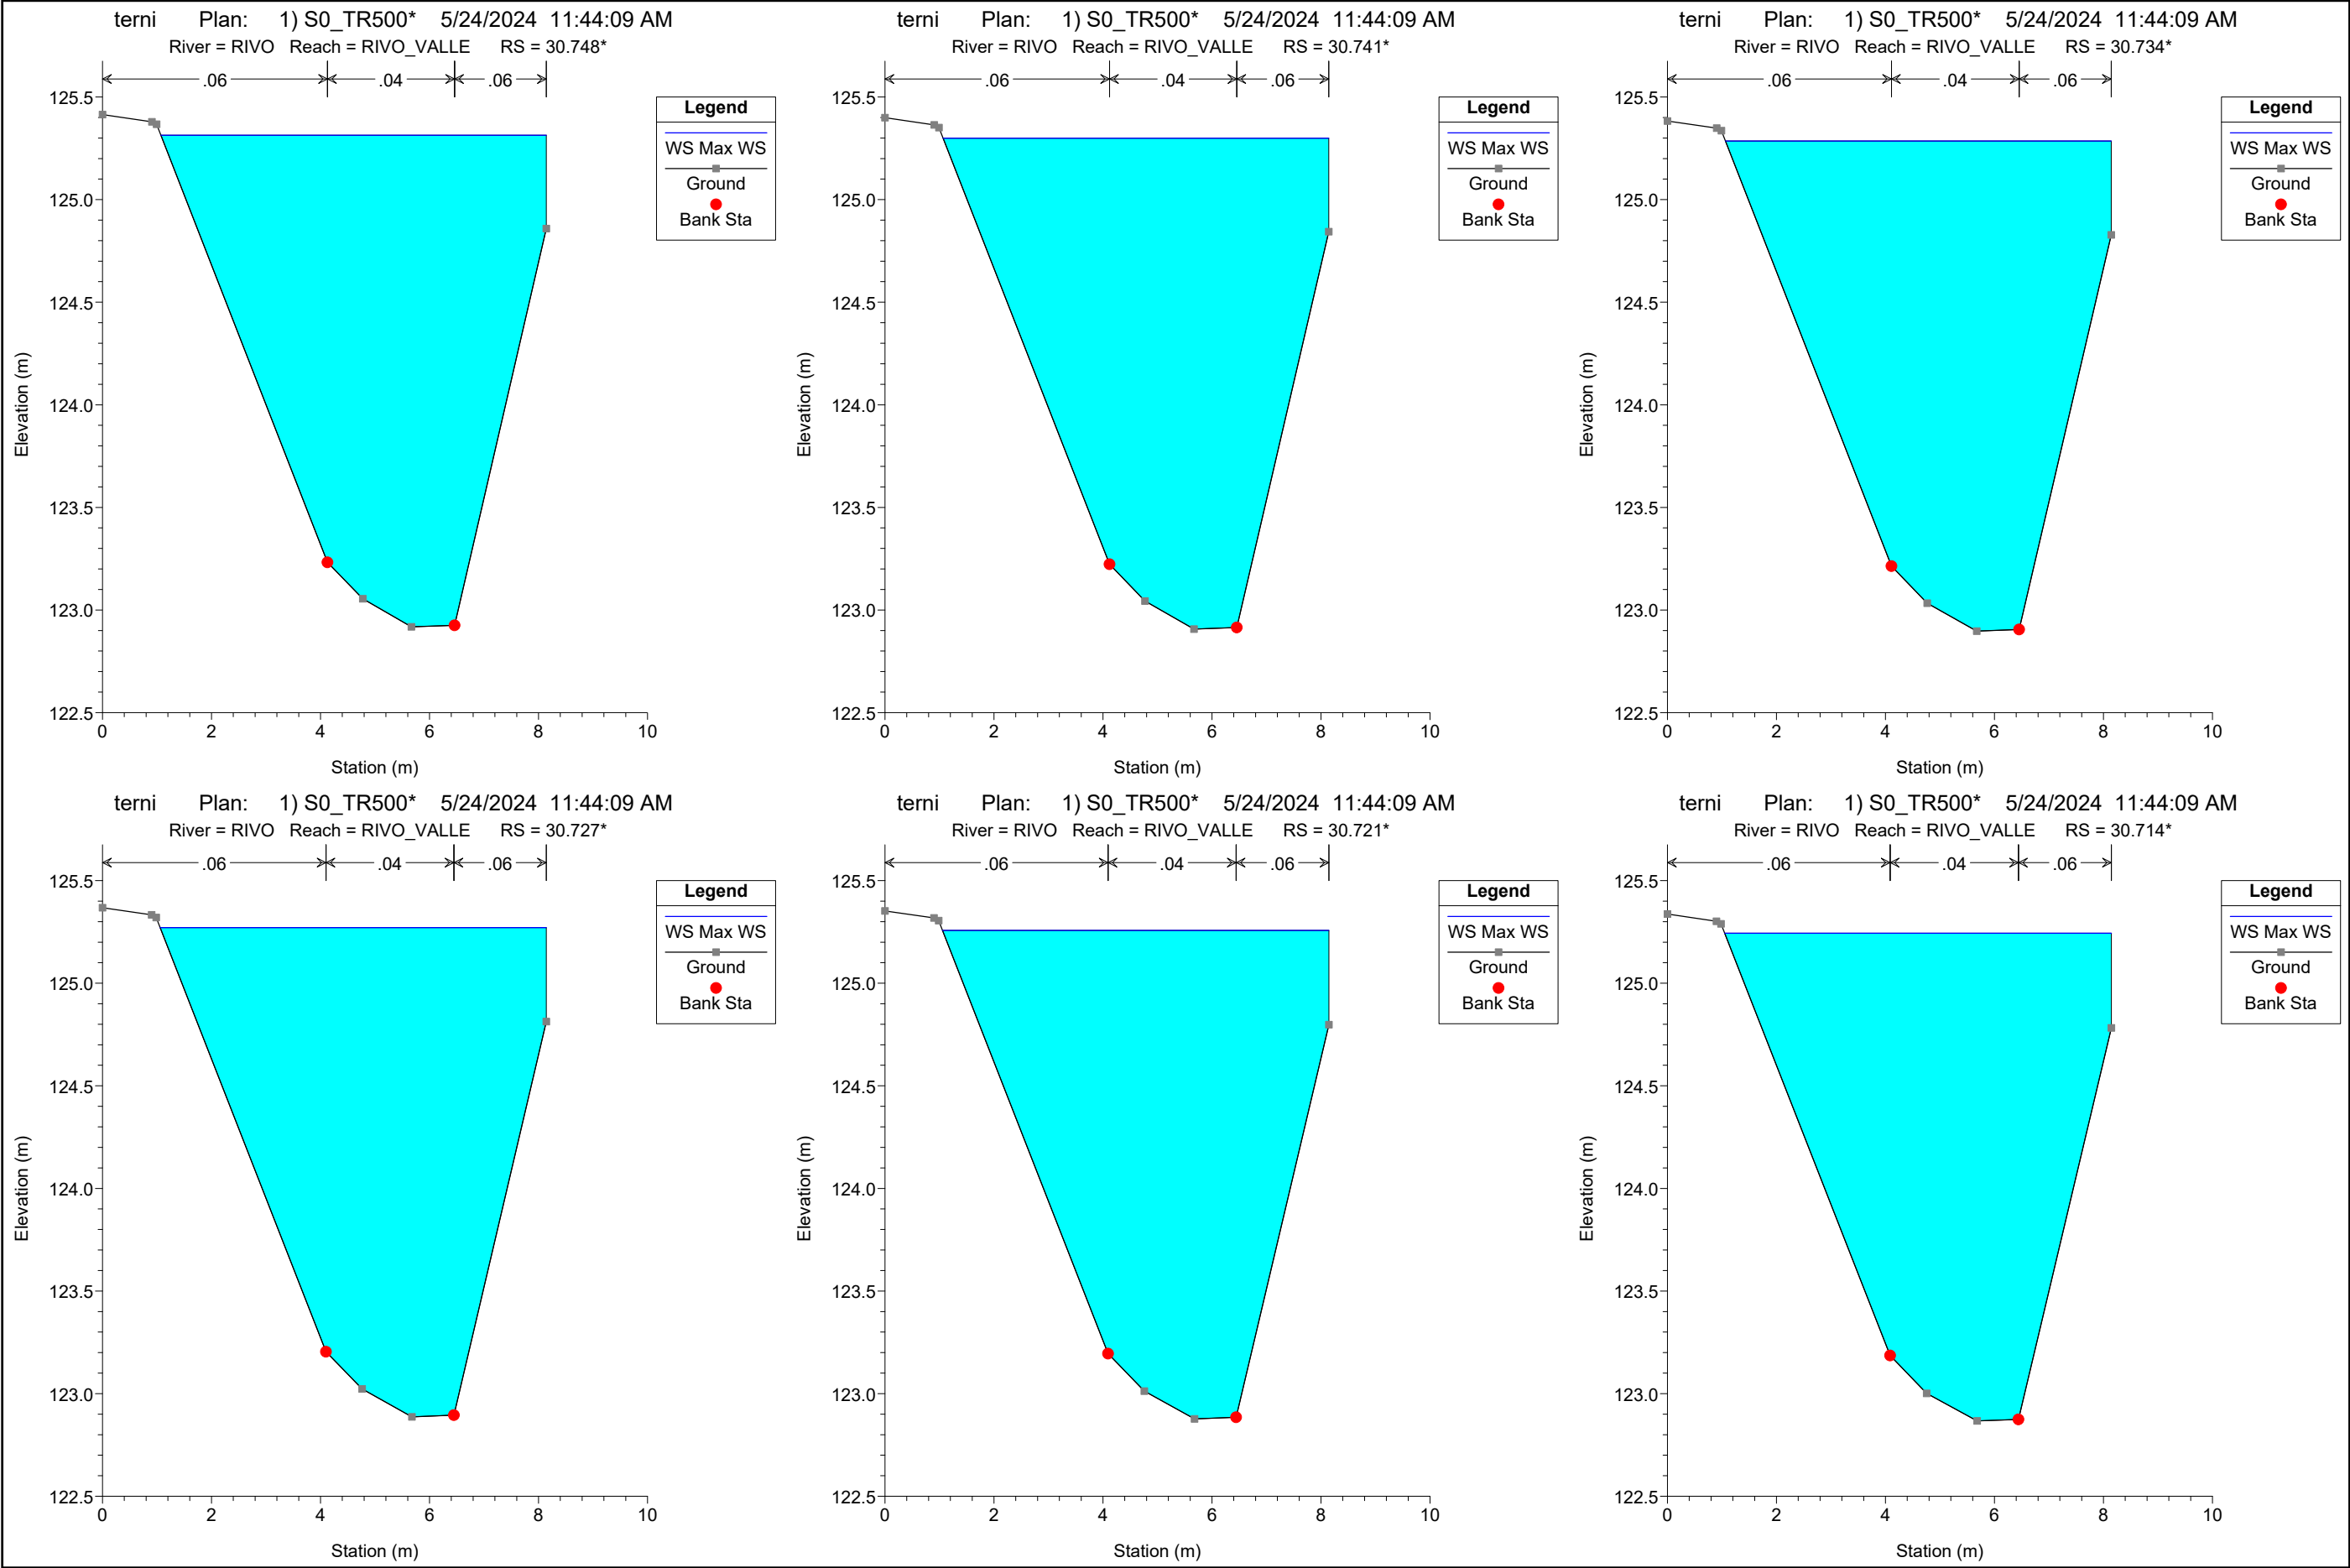 terni Plan: 1) S0_TR500* 5/24/2024 11:44:09 AM
River = RIVO Reach = RIVO_VALLE RS = 30.748*
.06 .04 .06
125.5
125.0
124.5
124.0
123.5
123.0
122.5
0 2 4 6 8 10
Station (m)
Elevation (m)
Legend
WS Max WS
Ground
Bank Sta
terni Plan: 1) S0_TR500* 5/24/2024 11:44:09 AM
River = RIVO Reach = RIVO_VALLE RS = 30.741*
.06 .04 .06
125.5
125.0
124.5
124.0
123.5
123.0
122.5
0 2 4 6 8 10
Station (m)
Elevation (m)
Legend
WS Max WS
Ground
Bank Sta
terni Plan: 1) S0_TR500* 5/24/2024 11:44:09 AM
River = RIVO Reach = RIVO_VALLE RS = 30.734*
.06 .04 .06
125.5
125.0
124.5
124.0
123.5
123.0
122.5
0 2 4 6 8 10
Station (m)
Elevation (m)
Legend
WS Max WS
Ground
Bank Sta
terni Plan: 1) S0_TR500* 5/24/2024 11:44:09 AM
River = RIVO Reach = RIVO_VALLE RS = 30.727*
.06 .04 .06
125.5
125.0
124.5
124.0
123.5
123.0
122.5
0 2 4 6 8 10
Station (m)
Elevation (m)
Legend
WS Max WS
Ground
Bank Sta
terni Plan: 1) S0_TR500* 5/24/2024 11:44:09 AM
River = RIVO Reach = RIVO_VALLE RS = 30.721*
.06 .04 .06
125.5
125.0
124.5
124.0
123.5
123.0
122.5
0 2 4 6 8 10
Station (m)
Elevation (m)
Legend
WS Max WS
Ground
Bank Sta
terni Plan: 1) S0_TR500* 5/24/2024 11:44:09 AM
River = RIVO Reach = RIVO_VALLE RS = 30.714*
.06 .04 .06
125.5
125.0
124.5
124.0
123.5
123.0
122.5
0 2 4 6 8 10
Station (m)
Elevation (m)
Legend
WS Max WS
Ground
Bank Sta